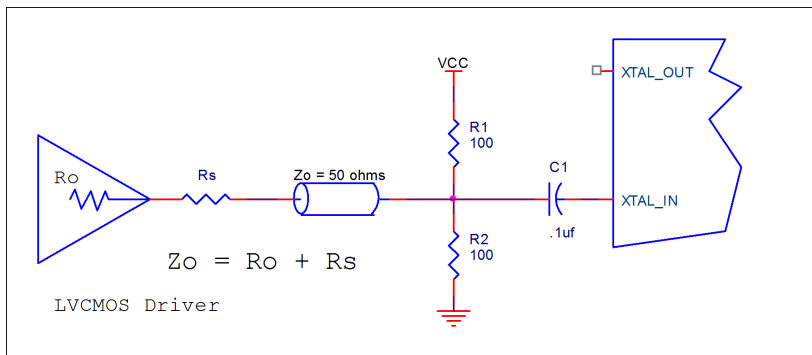 VCC
XTAL_OUT
R1
100
Ro
Rs
Zo = 50 ohms
C1
XTAL_IN
.1uf
R2
100
Zo = Ro + Rs
LVCMOS Driver